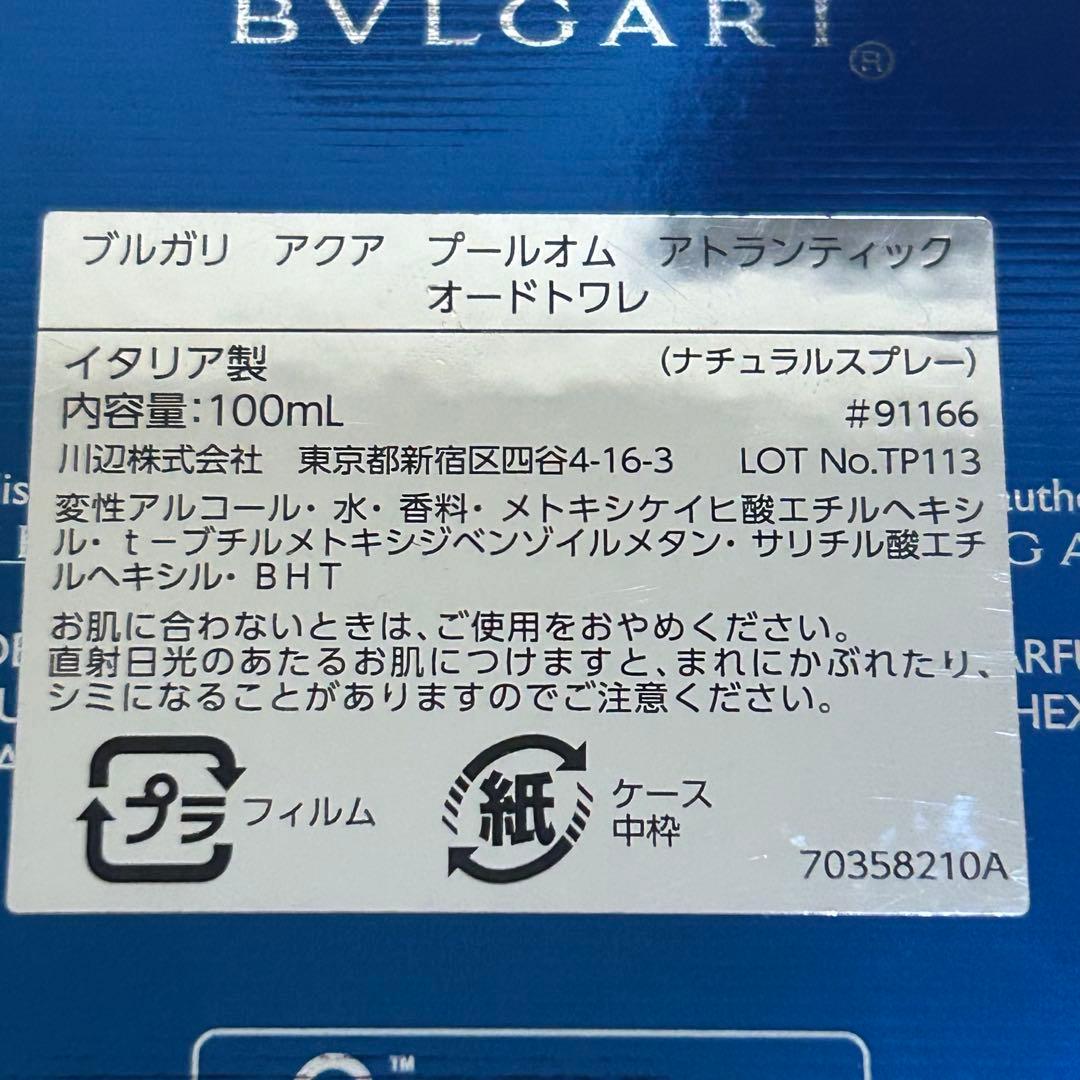 BVLGARI
®
ブルガリ　アクア　プールオム　アトランティック
オードトワレ
イタリア製　(ナチュラルスプレー)
内容量:100mL　#91166
川辺株式会社　東京都新宿区四谷4-16-3　LOT No.TP113
変性アルコール・水・香料・メトキシケイヒ酸エチルヘキシ
ル・t-ブチルメトキシジベンゾイルメタン・サリチル酸エチ
ルヘキシル・BHT
お肌に合わないときは、ご使用をおやめください。
直射日光のあたるお肌につけますと、まれにかぶれたり、
シミになることがありますのでご注意ください。
プラ フィルム 紙 ケース
中枠
70358210A
™